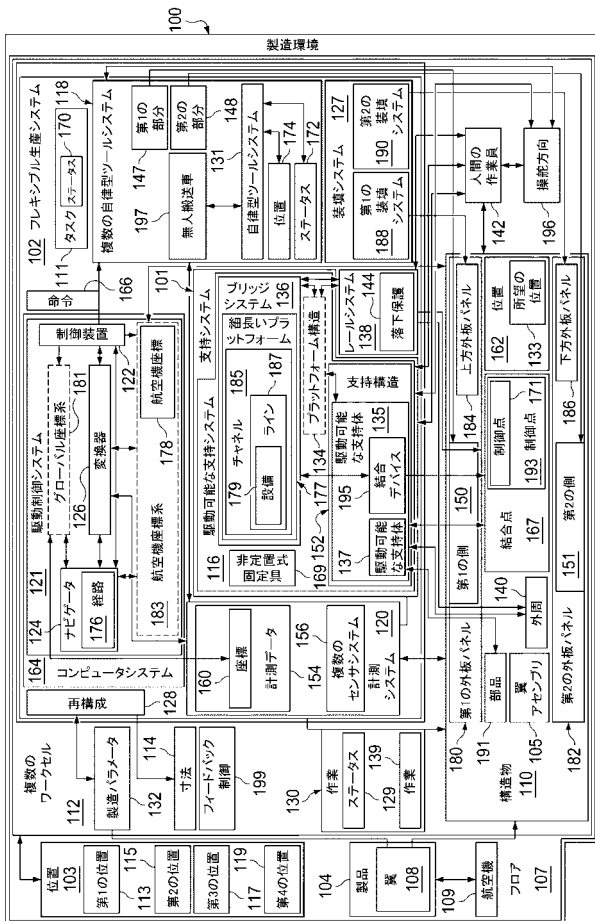 100
製造環境
102 フレキシブル生産システム
118
複数の自律型ツールシステム
タスク 111
ステータス 170
第1の部分 147
第2の部分 148
無人搬送車 197
自律型ツールシステム 131
位置 174
ステータス 172
装填システム 127
第2の装填システム 190
第1の装填システム 188
人間の作業員 142
操舵方向 196
命令 166
101
駆動制御システム 121
制御装置 122
グローバル座標系 181
変換器 126
ナビゲータ 124
経路 176
航空機座標 178
航空機座標系 183
コンピュータシステム 164
支持システム 116
駆動可能な支持システム 152
ブリッジシステム 136
細長いプラットフォーム 177
チャネル 185
ライン 187
設備 179
プラットフォーム構造 134
レールシステム 138
落下保護 144
支持構造 135
駆動可能な支持体 195
結合デバイス
駆動可能な支持体 137
非定置式固定具 169
座標 160
計測データ 154
複数のセンサシステム 156
計測システム 120
再構成 128
複数のワークセル 112
製造パラメータ 132
寸法 114
フィードバック制御 199
作業 130
ステータス 129
作業 139
構造物 110
第1の外板パネル 180
第1の側 150
上方外板パネル 184
位置 162
所望の位置 133
下方外板パネル 186
制御点 171
制御点 193
結合点 167
第2の側 151
外周 140
第2の外板パネル 182
部品 191
翼アセンブリ 105
位置 103
第1の位置 113
第2の位置 115
第3の位置 117
第4の位置 119
製品 104
翼 108
航空機 109
フロア 107